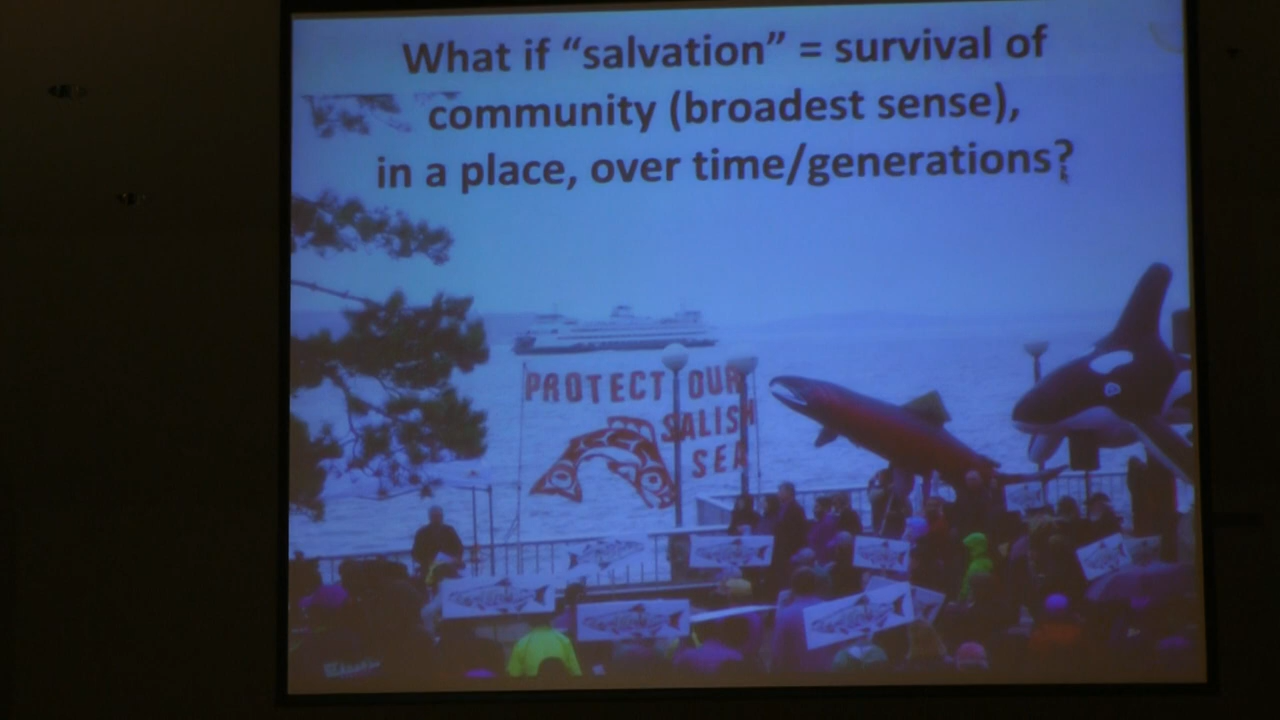 What if “salvation” = survival of
community (broadest sense),
in a place, over time/generations?
PROTECT OUR
SALISH
SEA